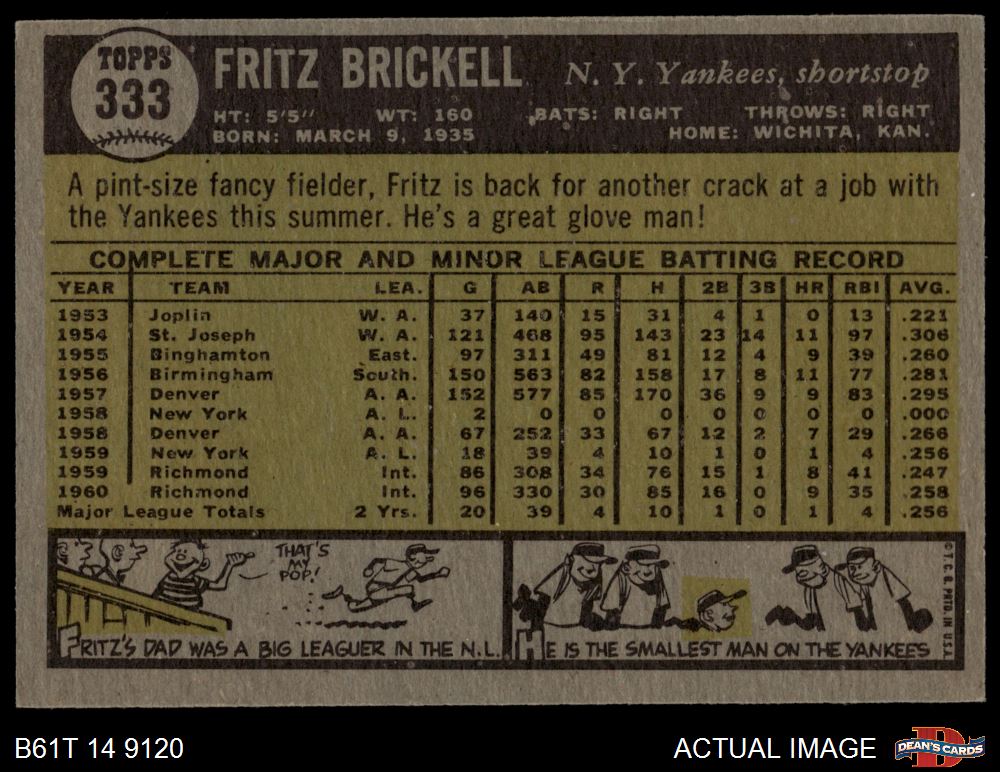 TOPPS
333
FRITZ BRICKELL N. Y. Yankees, shortstop
HT: 5'5" WT: 160 BATS: RIGHT THROWS: RIGHT
BORN: MARCH 9, 1935 HOME: WICHITA, KAN.
A pint-size fancy fielder, Fritz is back for another crack at a job with
the Yankees this summer. He's a great glove man!
COMPLETE MAJOR AND MINOR LEAGUE BATTING RECORD
YEAR TEAM LEA. G AB R H 2B 3B HR RBI AVG.
1953 Joplin W. A. 37 140 15 31 4 1 0 13 .221
1954 St. Joseph W. A. 121 468 95 143 23 14 11 97 .306
1955 Binghamton East. 97 311 49 81 12 4 9 39 .260
1956 Birmingham South. 150 563 82 158 17 8 11 77 .281
1957 Denver A. A. 152 577 85 170 36 9 9 83 .295
1958 New York A. L. 2 0 0 0 0 0 0 0 .000
1958 Denver A. A. 67 252 33 67 12 2 7 29 .266
1959 New York A. L. 18 39 4 10 1 0 1 4 .256
1959 Richmond Int. 86 308 34 76 15 1 8 41 .247
1960 Richmond Int. 96 330 30 85 16 0 9 35 .258
Major League Totals 2 Yrs. 20 39 4 10 1 0 1 4 .256
THAT'S
MY
POP!
FRITZ'S DAD WAS A BIG LEAGUER IN THE N.L.
HE IS THE SMALLEST MAN ON THE YANKEES
© T. C. G. PRTD. IN U.S.A.
B61T 14 9120
ACTUAL IMAGE
D
DEAN'S CARDS